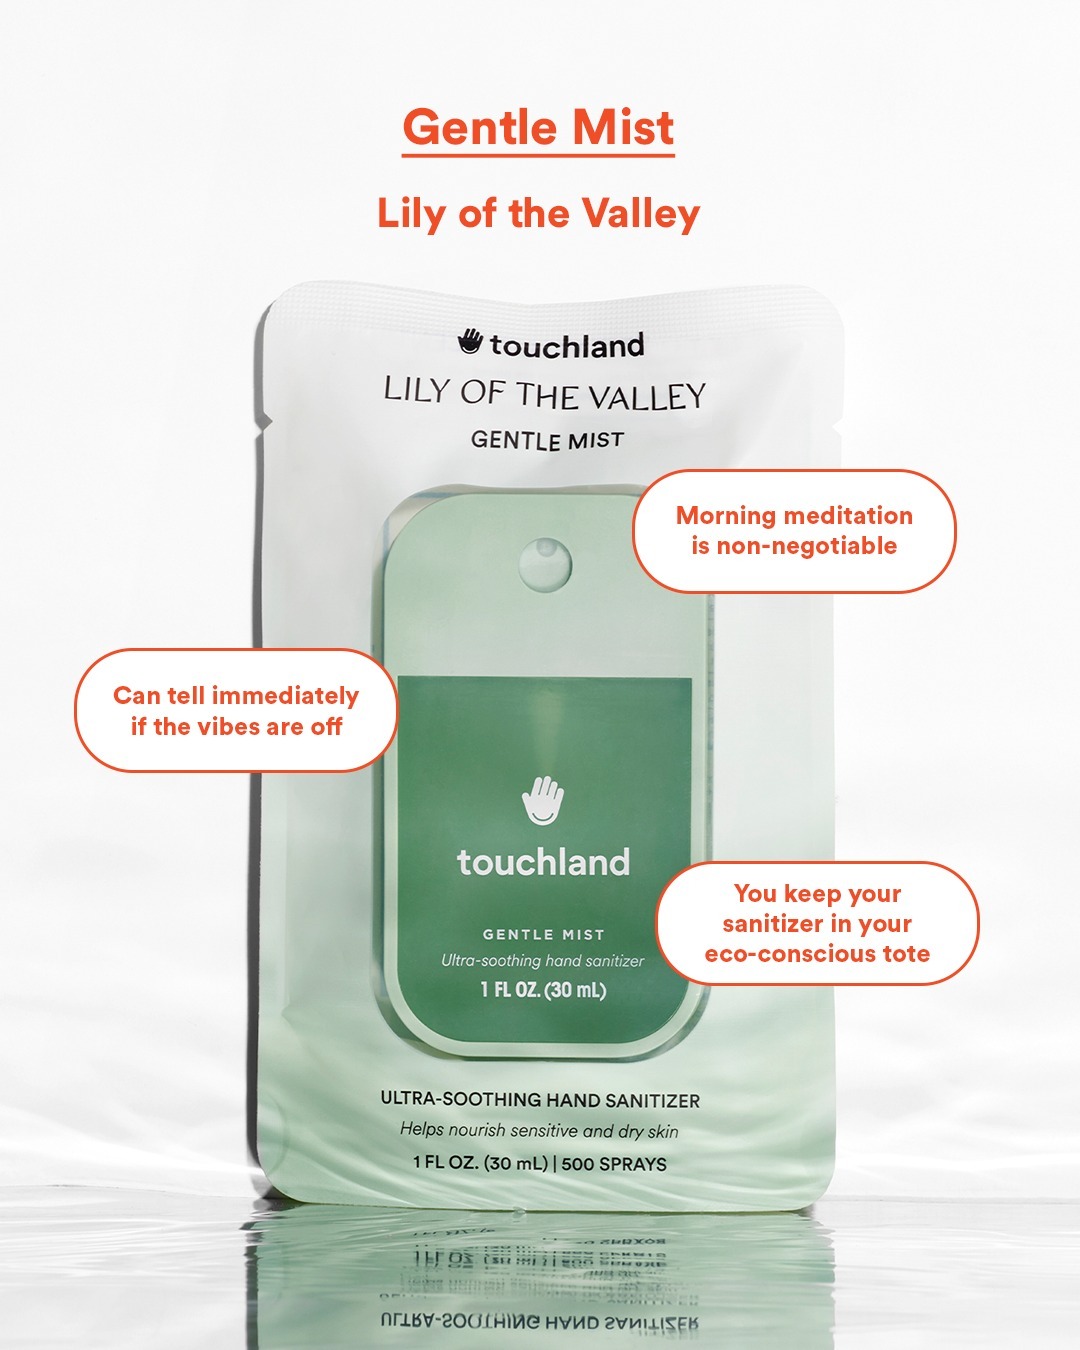 Gentle Mist
Lily of the Valley
touchland
LILY OF THE VALLEY
GENTLE MIST
Morning meditation
is non-negotiable
Can tell immediately
if the vibes are off
touchland
You keep your
sanitizer in your
eco-conscious tote
GENTLE MIST
Ultra-soothing hand sanitizer
1 FL OZ. (30 mL)
ULTRA-SOOTHING HAND SANITIZER
Helps nourish sensitive and dry skin
1 FL OZ. (30 mL) | 500 SPRAYS